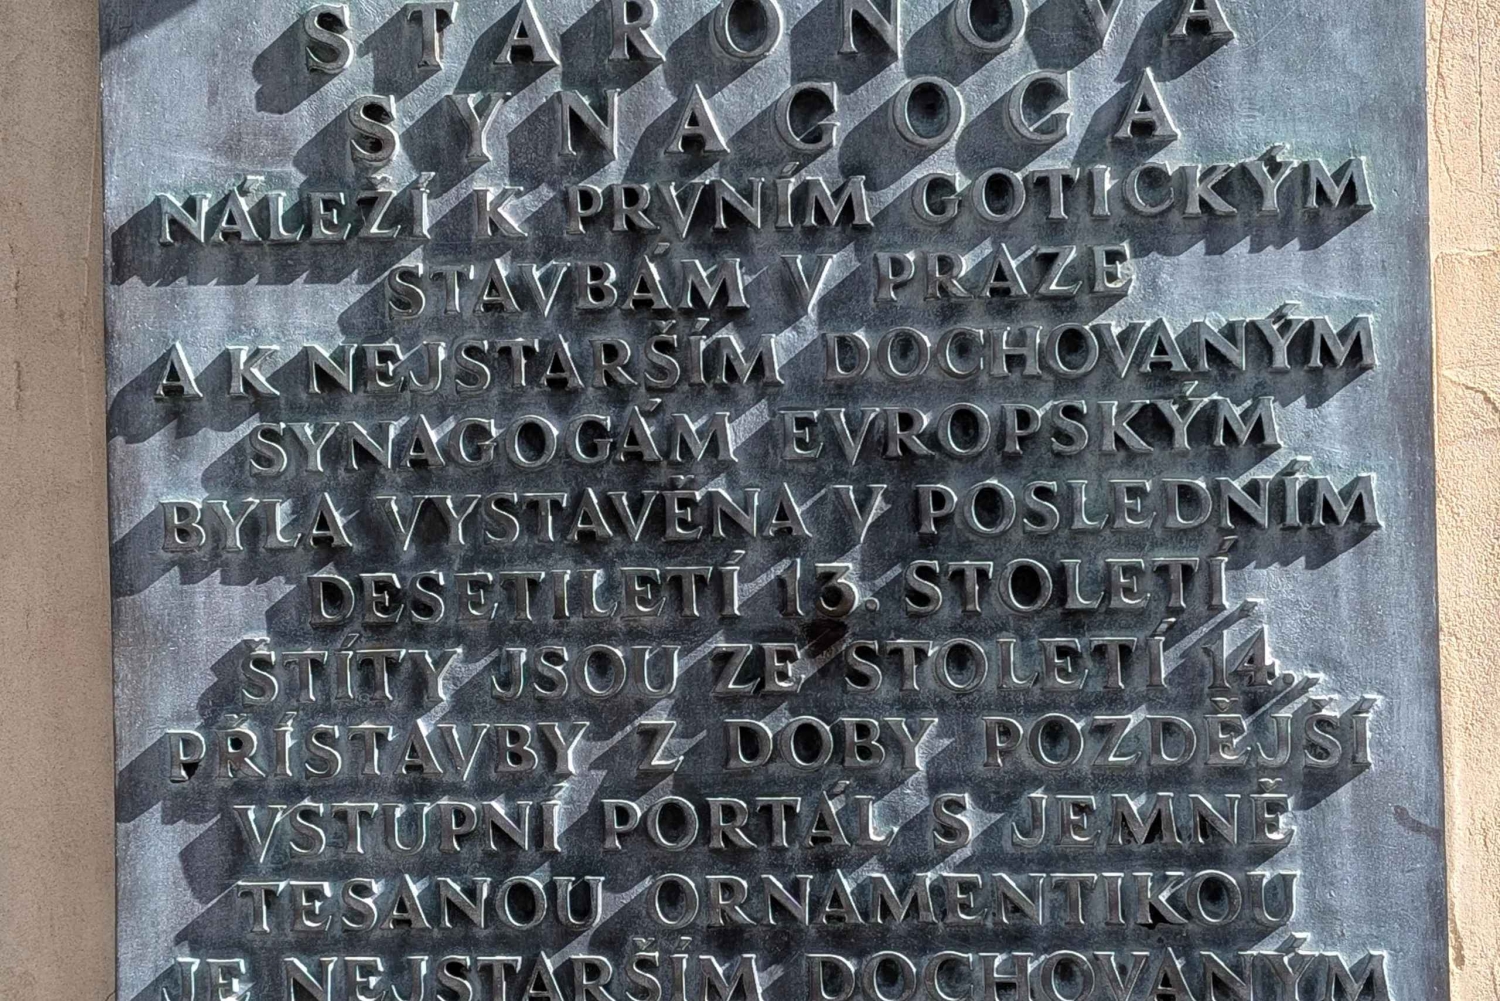 STARONOVÁ
SYNAGOGA
NÁLEŽÍ K PRVNÍM GOTICKÝM
STAVBÁM V PRAZE
A K NEJSTARŠÍM DOCHOVANÝM
SYNAGOGÁM EVROPSKÝM
BYLA VYSTAVĚNA V POSLEDNÍM
DESETILETÍ 13. STOLETÍ
ŠTÍTY JSOU ZE STOLETÍ 14.
PŘÍSTAVBY Z DOBY POZDĚJŠÍ
VSTUPNÍ PORTÁL S JEMNĚ
TESANOU ORNAMENTIKOU
JE NEJSTARŠÍM DOCHOVANÝM